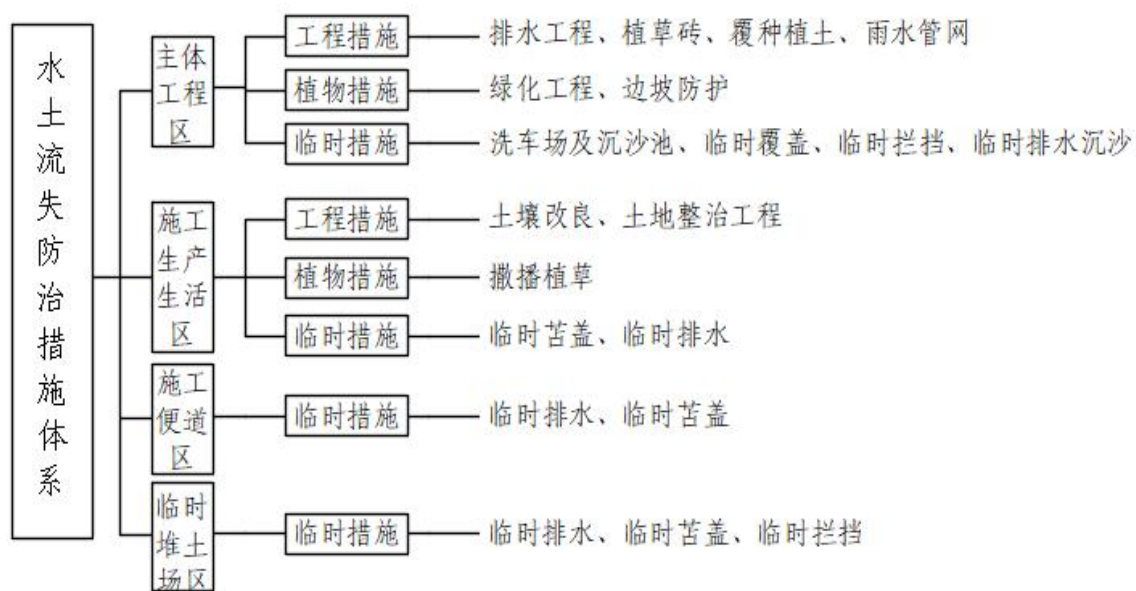 水土流失防治措施体系
主体工程区
工程措施
排水工程、植草砖、覆种植土、雨水管网
植物措施
绿化工程、边坡防护
临时措施
洗车场及沉沙池、临时覆盖、临时拦挡、临时排水沉沙
施工生产生活区
工程措施
土壤改良、土地整治工程
植物措施
撒播植草
临时措施
临时苫盖、临时排水
施工便道区
临时措施
临时排水、临时苫盖
临时堆土场区
临时措施
临时排水、临时苫盖、临时拦挡